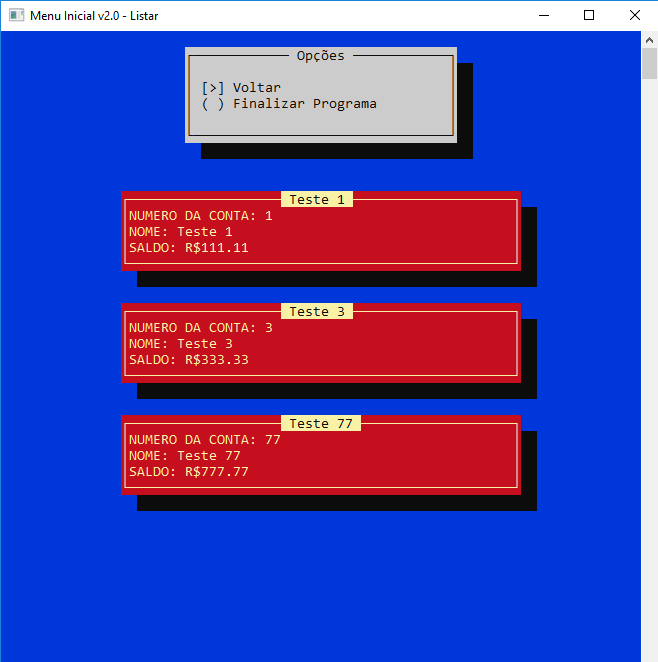 Menu Inicial v2.0 - Listar
Opções
[>] Voltar
( ) Finalizar Programa
Teste 1
NUMERO DA CONTA: 1
NOME: Teste 1
SALDO: R$111.11
Teste 3
NUMERO DA CONTA: 3
NOME: Teste 3
SALDO: R$333.33
Teste 77
NUMERO DA CONTA: 77
NOME: Teste 77
SALDO: R$777.77